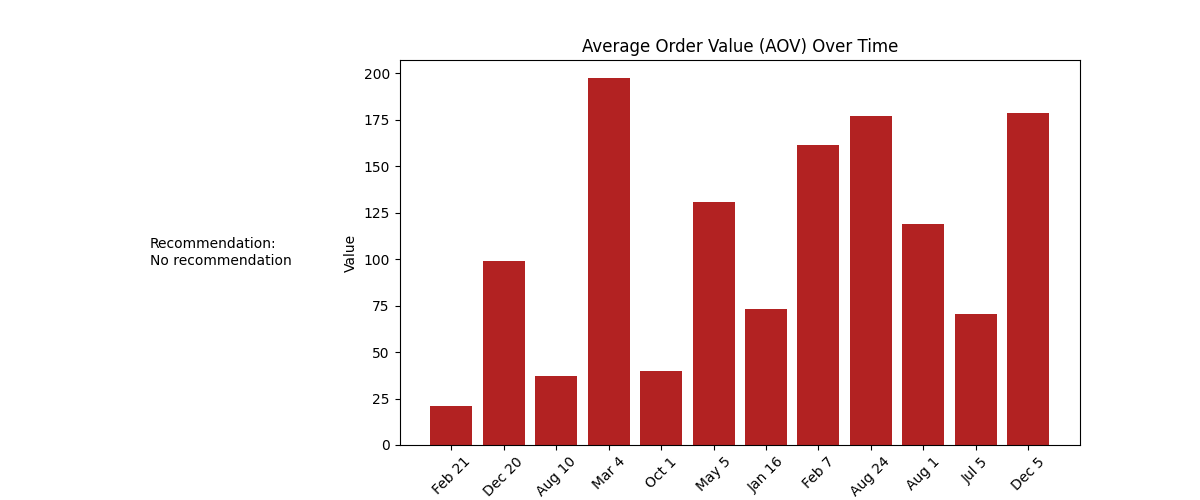 Average Order Value (AOV) Over Time
Recommendation:
No recommendation
Value
200
175
150
125
100
75
50
25
0
Feb 21
Dec 20
Aug 10
Mar 4
Oct 1
May 5
Jan 16
Feb 7
Aug 24
Aug 1
Jul 5
Dec 5